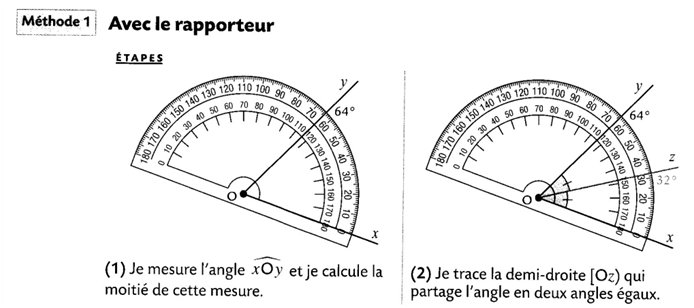 Méthode 1 Avec le rapporteur
ÉTAPES
y
64°
180 170 160 150 140 130 120 110 100 90 80 70 60 50 40 30 20 10 0
0 10 20 30 40 50 60 70 80 90 100 110 120 130 140 150 160 170 180
O
x
(1) Je mesure l'angle xOy et je calcule la
moitié de cette mesure.
y
64°
z
32°
180 170 160 150 140 130 120 110 100 90 80 70 60 50 40 30 20 10 0
0 10 20 30 40 50 60 70 80 90 100 110 120 130 140 150 160 170 180
O
x
(2) Je trace la demi-droite [Oz) qui
partage l'angle en deux angles égaux.